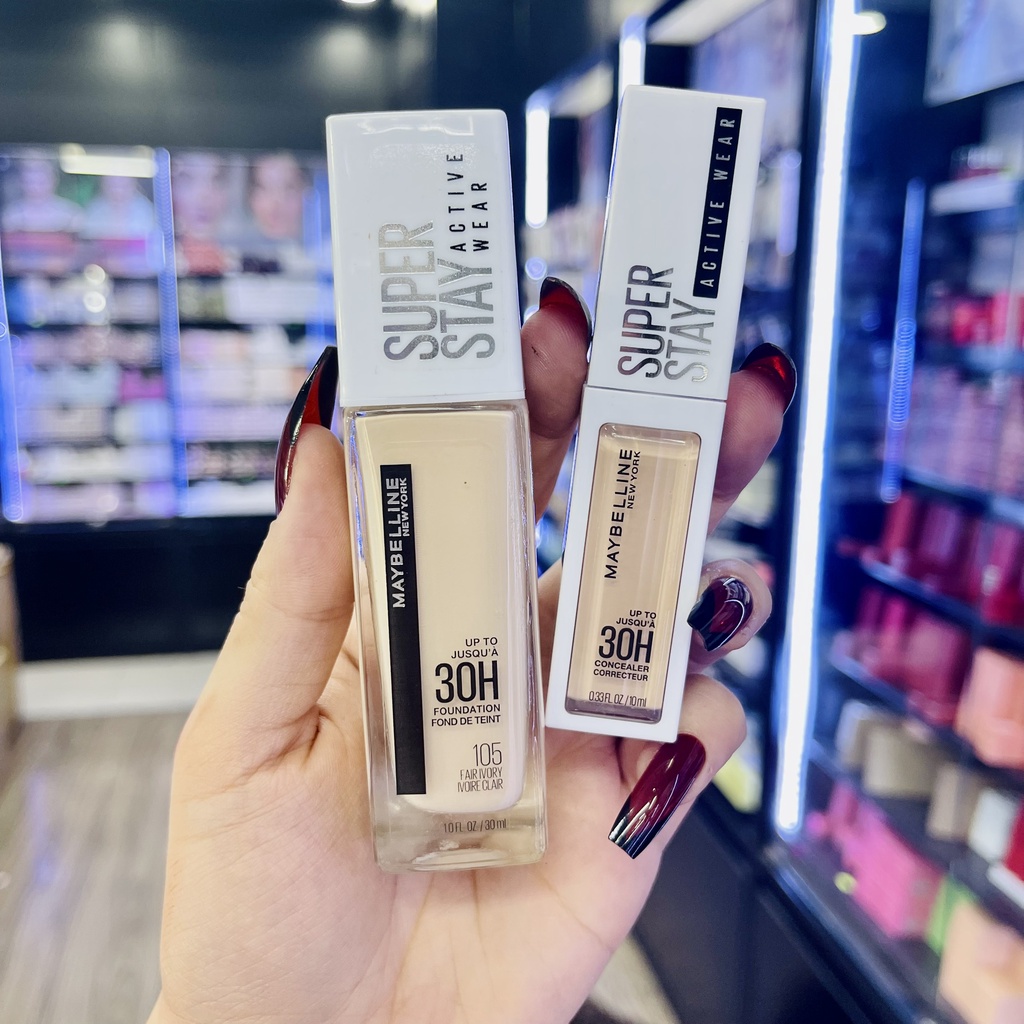 SUPER
STAY
ACTIVE
WEAR
MAYBELLINE
NEW YORK
UP TO
JUSQU'À
30H
FOUNDATION
FOND DE TEINT
105
FAIR IVORY
IVOIRE CLAIR
1.0 FL OZ / 30 ml
SUPER
STAY
ACTIVE WEAR
MAYBELLINE
NEW YORK
UP TO
JUSQU'À
30H
CONCEALER
CORRECTEUR
0.33 FL OZ / 10 ml